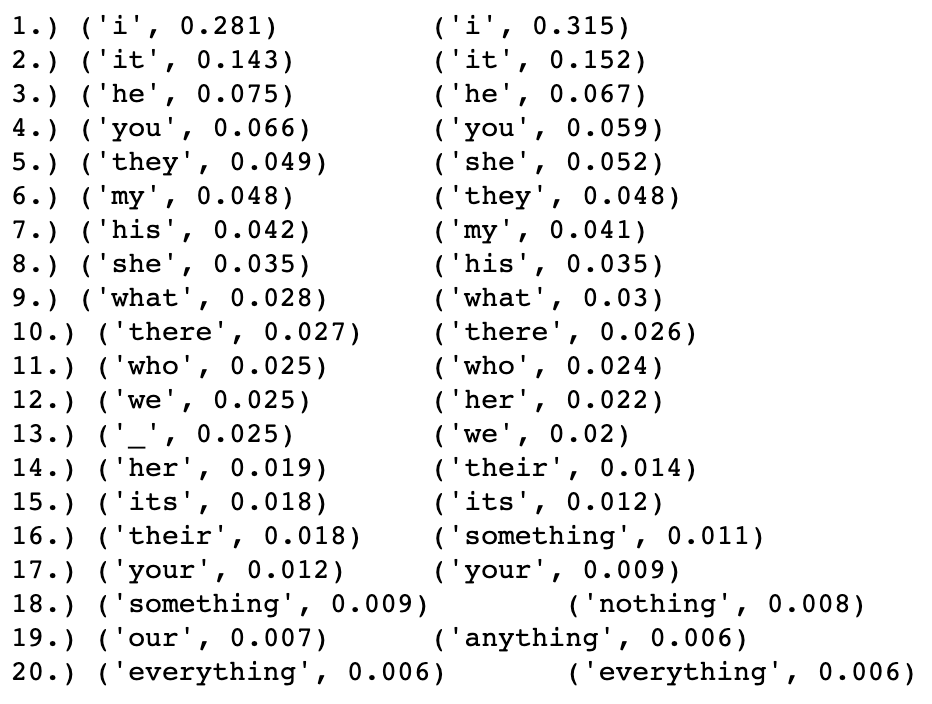 1.) ('i', 0.281) ('i', 0.315)
2.) ('it', 0.143) ('it', 0.152)
3.) ('he', 0.075) ('he', 0.067)
4.) ('you', 0.066) ('you', 0.059)
5.) ('they', 0.049) ('she', 0.052)
6.) ('my', 0.048) ('they', 0.048)
7.) ('his', 0.042) ('my', 0.041)
8.) ('she', 0.035) ('his', 0.035)
9.) ('what', 0.028) ('what', 0.03)
10.) ('there', 0.027) ('there', 0.026)
11.) ('who', 0.025) ('who', 0.024)
12.) ('we', 0.025) ('her', 0.022)
13.) ('_', 0.025) ('we', 0.02)
14.) ('her', 0.019) ('their', 0.014)
15.) ('its', 0.018) ('its', 0.012)
16.) ('their', 0.018) ('something', 0.011)
17.) ('your', 0.012) ('your', 0.009)
18.) ('something', 0.009) ('nothing', 0.008)
19.) ('our', 0.007) ('anything', 0.006)
20.) ('everything', 0.006) ('everything', 0.006)